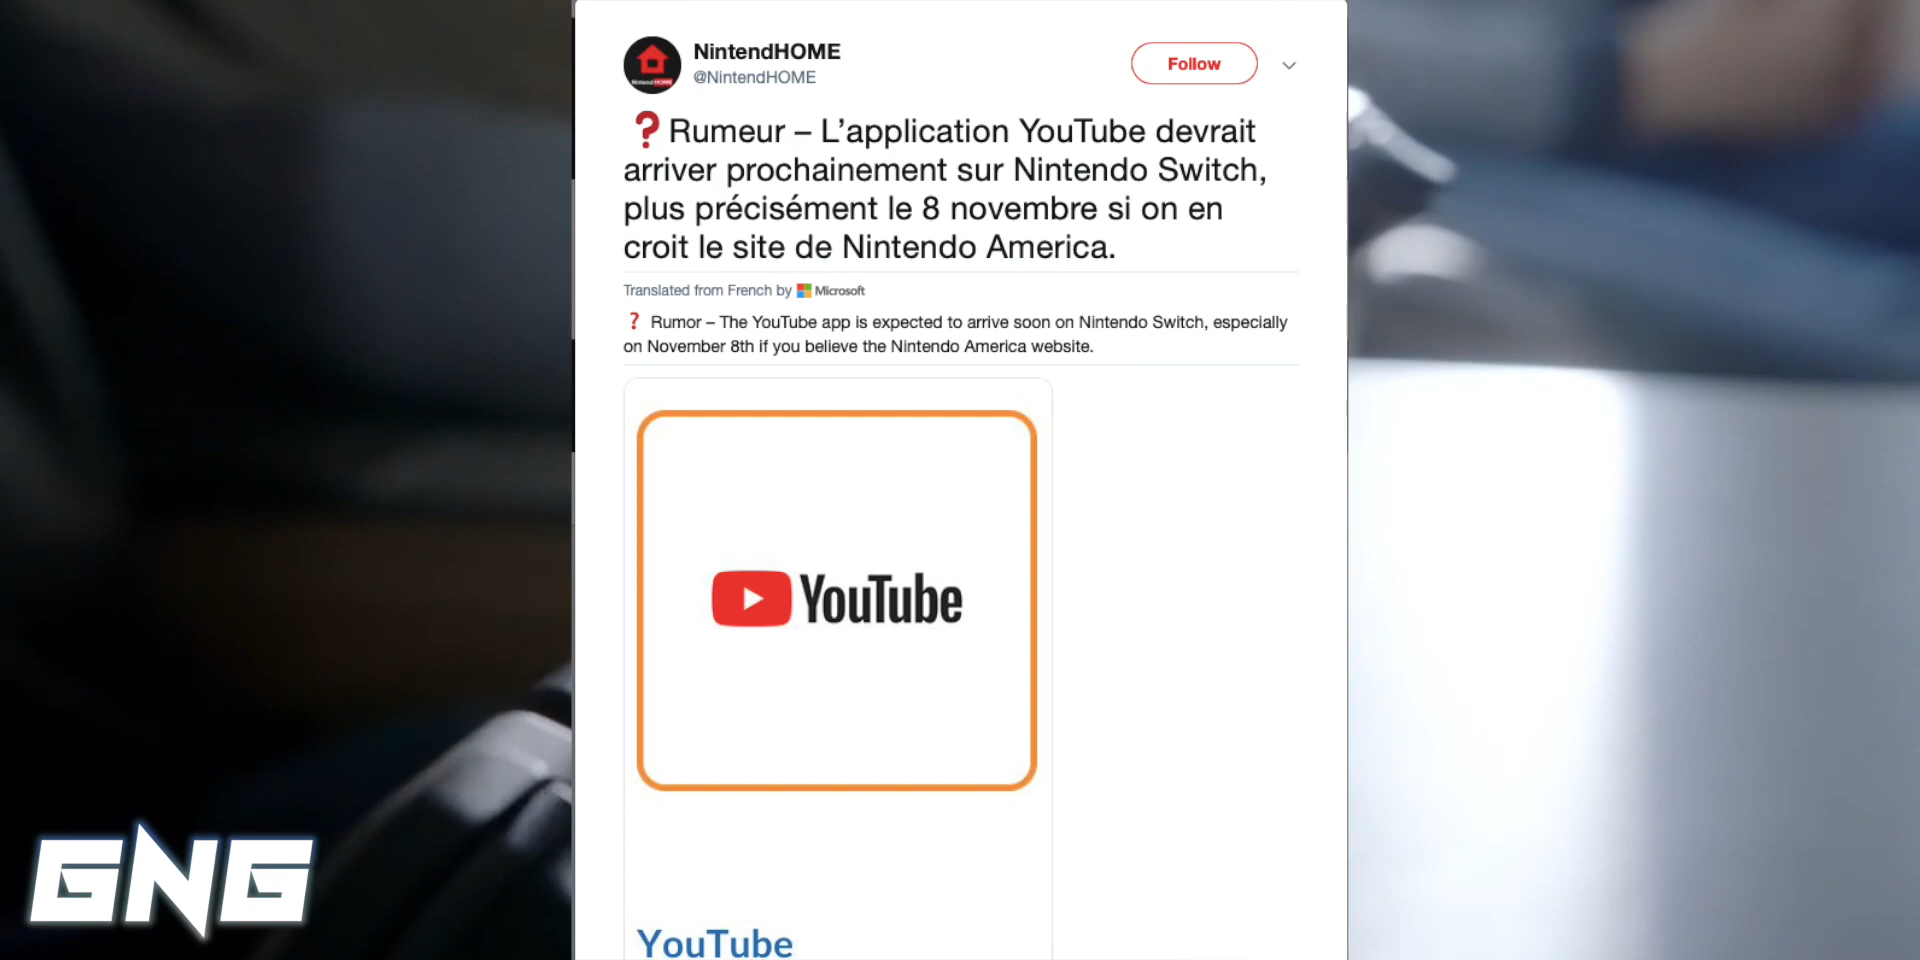 NintendHOME
@NintendHOME
Follow
❓Rumeur – L’application YouTube devrait
arriver prochainement sur Nintendo Switch,
plus précisément le 8 novembre si on en
croit le site de Nintendo America.
Translated from French by Microsoft
❓ Rumor – The YouTube app is expected to arrive soon on Nintendo Switch, especially
on November 8th if you believe the Nintendo America website.
YouTube
YouTube
GNG